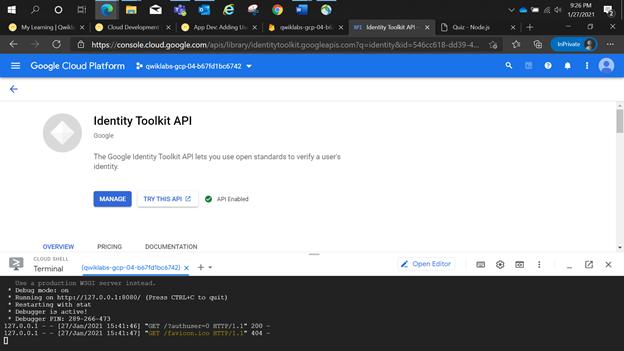 9:26 PM
1/27/2021
My Learning | Qwikl
Cloud Development
App Dev: Adding Us
qwiklabs-gcp-04-b
Identity Toolkit API –
Quiz - Node.js
https://console.cloud.google.com/apis/library/identitytoolkit.googleapis.com?q=identity&id=546cc618-dd39-4...
InPrivate
Google Cloud Platform
qwiklabs-gcp-04-b67fd1bc6742
Identity Toolkit API
Google
The Google Identity Toolkit API lets you use open standards to verify a user's
identity.
MANAGE
TRY THIS API
API Enabled
OVERVIEW
PRICING
DOCUMENTATION
CLOUD SHELL
Terminal
(qwiklabs-gcp-04-b67fd1bc6742)
Open Editor
Use a production WSGI server instead.
* Debug mode: on
* Running on http://127.0.0.1:8080/ (Press CTRL+C to quit)
* Restarting with stat
* Debugger is active!
* Debugger PIN: 289-266-473
127.0.0.1 - - [27/Jan/2021 15:41:46] "GET /?authuser=0 HTTP/1.1" 200 -
127.0.0.1 - - [27/Jan/2021 15:41:47] "GET /favicon.ico HTTP/1.1" 404 -